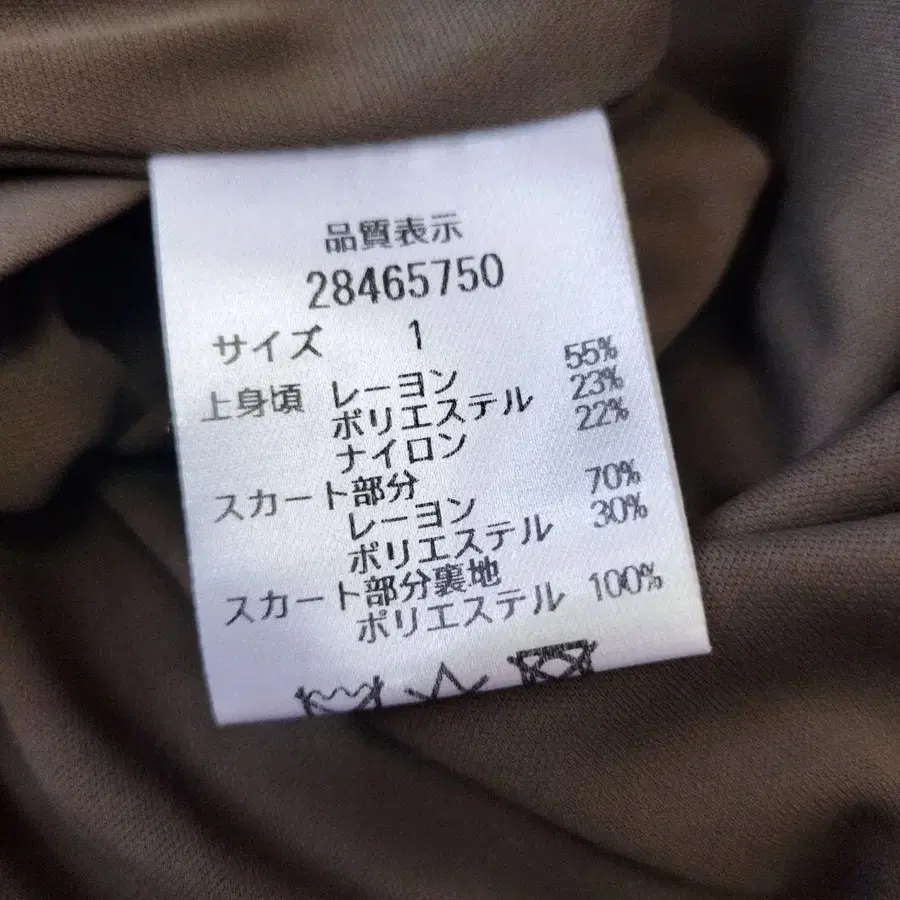 品質表示
28465750
サイズ 1
上身頃 レーヨン 55%
ポリエステル 23%
ナイロン 22%
スカート部分
レーヨン 70%
ポリエステル 30%
スカート部分裏地
ポリエステル 100%